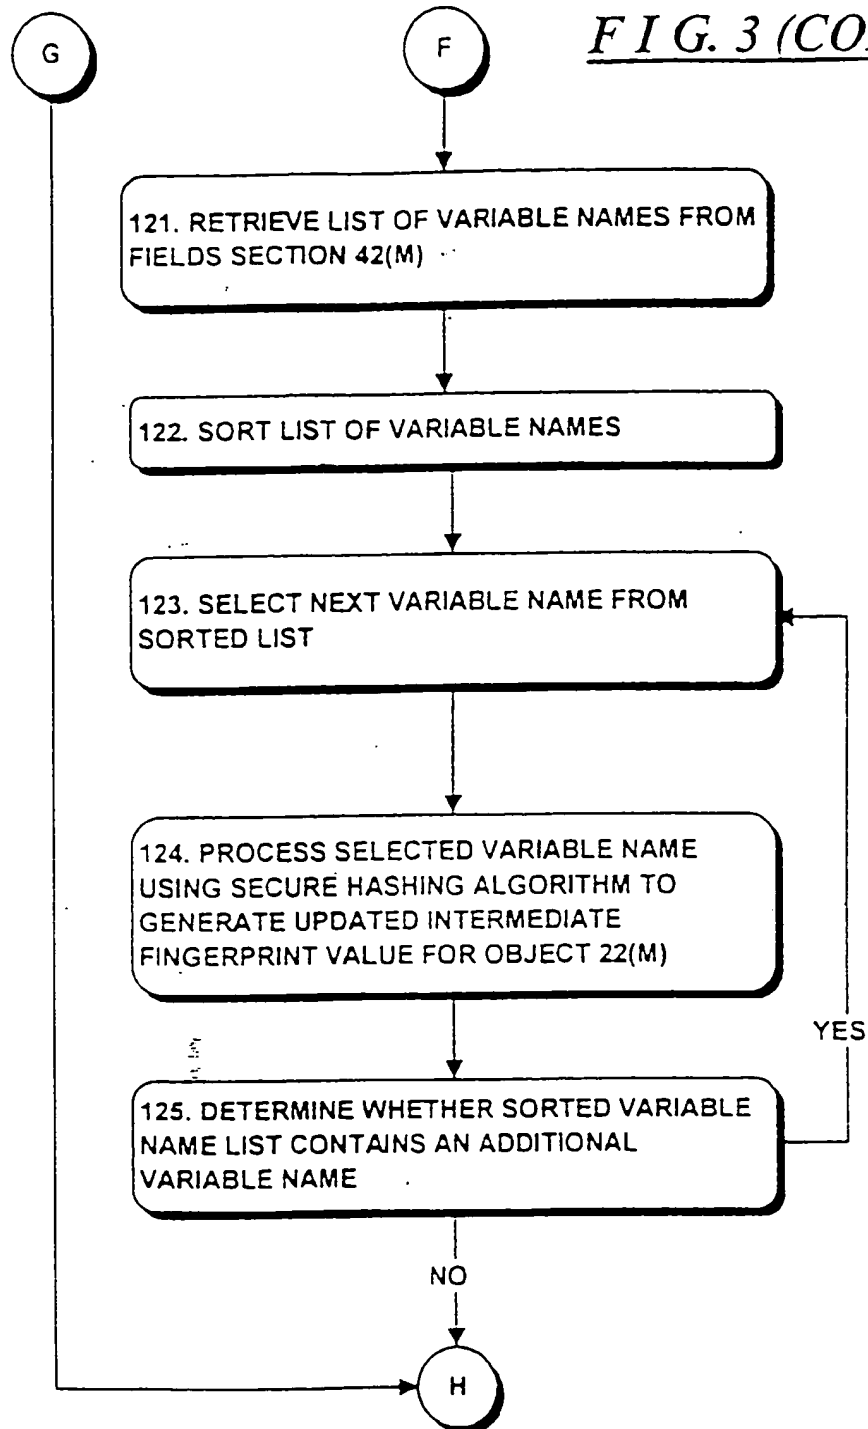 G
F
F I G. 3 (CO
121. RETRIEVE LIST OF VARIABLE NAMES FROM
FIELDS SECTION 42(M)
122. SORT LIST OF VARIABLE NAMES
123. SELECT NEXT VARIABLE NAME FROM
SORTED LIST
124. PROCESS SELECTED VARIABLE NAME
USING SECURE HASHING ALGORITHM TO
GENERATE UPDATED INTERMEDIATE
FINGERPRINT VALUE FOR OBJECT 22(M)
YES
125. DETERMINE WHETHER SORTED VARIABLE
NAME LIST CONTAINS AN ADDITIONAL
VARIABLE NAME
NO
H